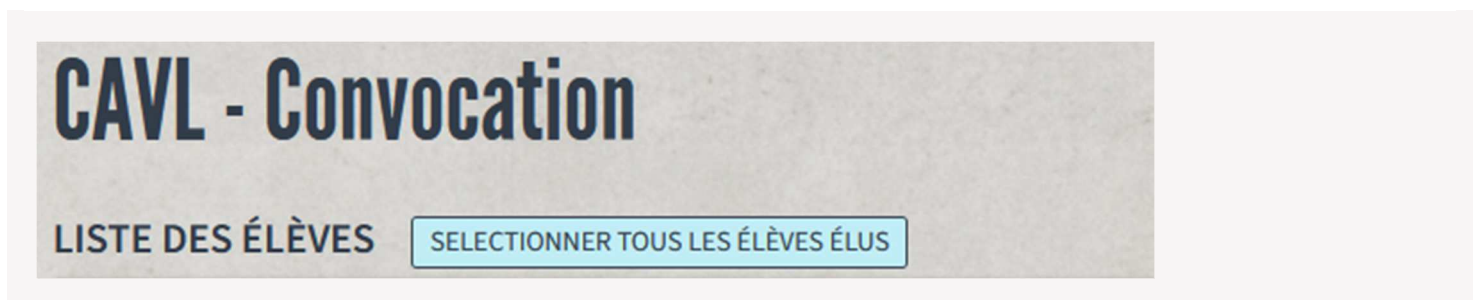 CAVL - Convocation
LISTE DES ÉLÈVES
SELECTIONNER TOUS LES ÉLÈVES ÉLUS